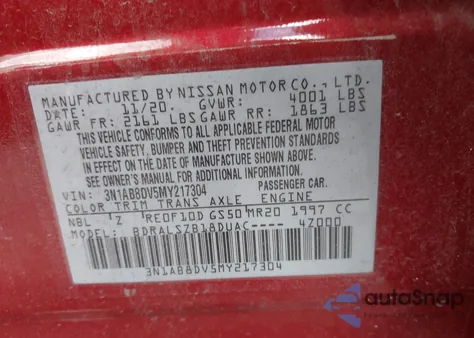 MANUFACTURED BY NISSAN MOTOR CO., LTD.
DATE: 11/20. GVWR: 4001 LBS
GAWR FR: 2161 LBS GAWR RR: 1863 LBS
THIS VEHICLE CONFORMS TO ALL APPLICABLE FEDERAL MOTOR
VEHICLE SAFETY, BUMPER AND THEFT PREVENTION STANDARDS
IN EFFECT ON THE DATE OF MANUFACTURE SHOWN ABOVE.
SEE OWNER'S MANUAL FOR ADDITIONAL INFORMATION.
VIN: 3N1AB8DV5MY217304 PASSENGER CAR.
COLOR TRIM TRANS AXLE ENGINE
NBL Z RE0F10D GS50 MR20 1997 CC
MODEL: BDRALSZB18DUAC---- 4Z000
3N1AB8DV5MY217304
autoSnap